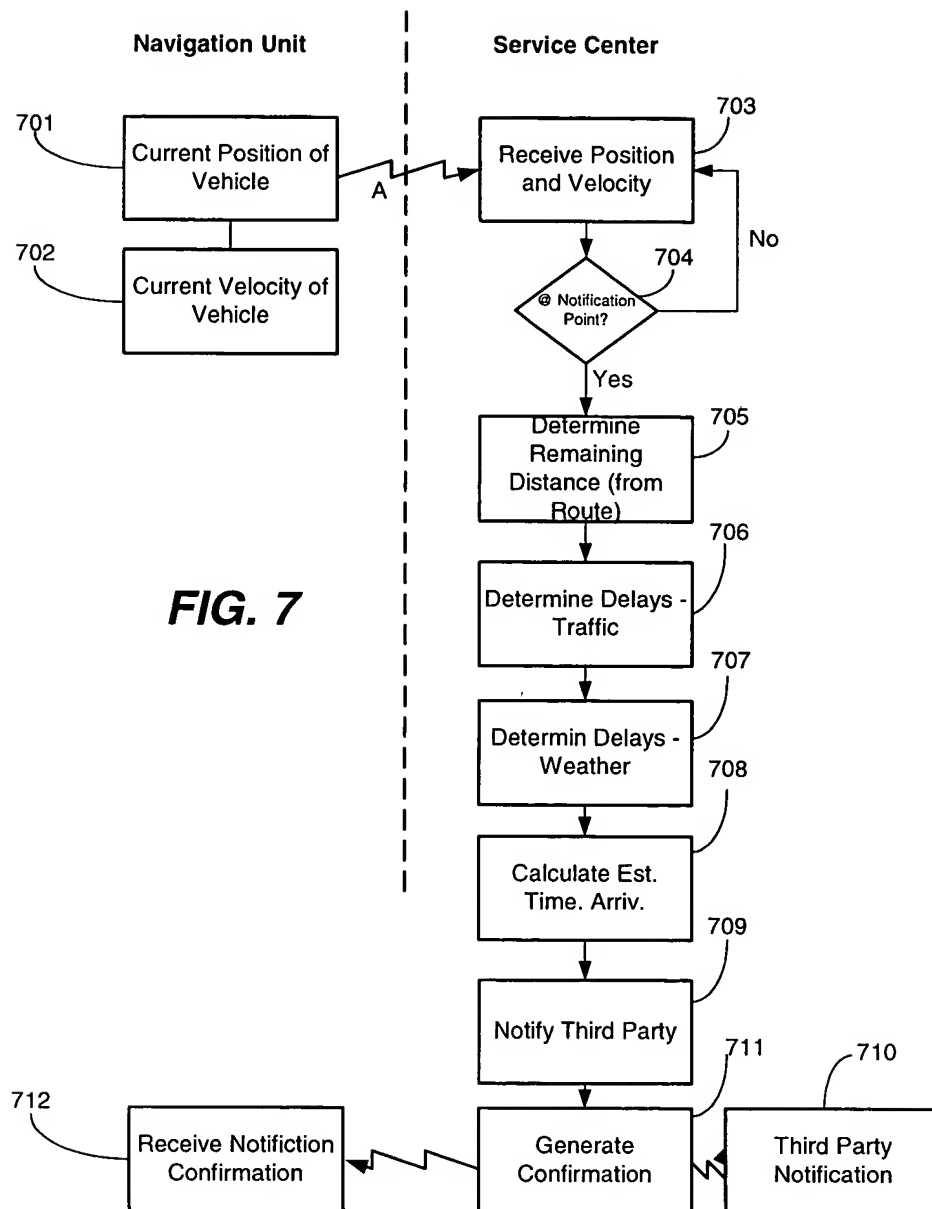 Navigation Unit
Service Center
701
Current Position of
Vehicle
A
703
Receive Position
and Velocity
702
Current Velocity of
Vehicle
704
No
@ Notification
Point?
Yes
705
Determine
Remaining
Distance (from
Route)
706
Determine Delays -
Traffic
FIG. 7
707
Determin Delays -
Weather
708
Calculate Est.
Time. Arriv.
709
Notify Third Party
711
710
712
Receive Notifiction
Confirmation
Generate
Confirmation
Third Party
Notification